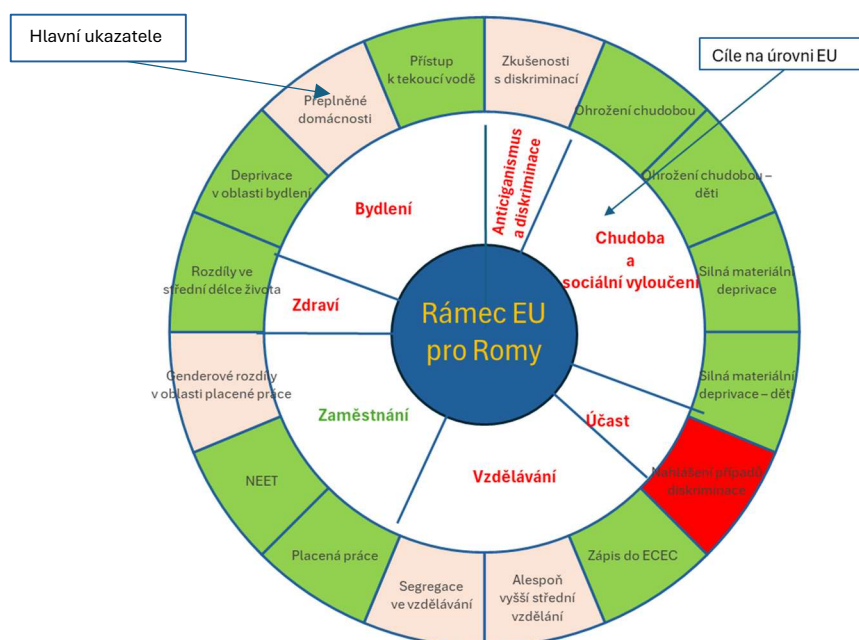 Hlavní ukazatele
Cíle na úrovni EU
Přístup
k tekoucí vodě
Zkušenosti
s diskriminací
Ohrožení chudobou
Ohrožení chudobou –
děti
Silná materiální
deprivace
Silná materiální
deprivace – děti
Nahlášení případů
diskriminace
Zápis do ECEC
Alespoň
vyšší střední
vzdělání
Segregace
ve vzdělávání
Placená práce
NEET
Genderové rozdíly
v oblasti placené práce
Rozdíly ve
střední délce života
Deprivace
v oblasti bydlení
Přeplněné
domácnosti
Bydlení
Anticiganismus
a diskriminace
Chudoba
a
sociální vyloučení
Účast
Vzdělávání
Zaměstnání
Zdraví
Rámec EU
pro Romy